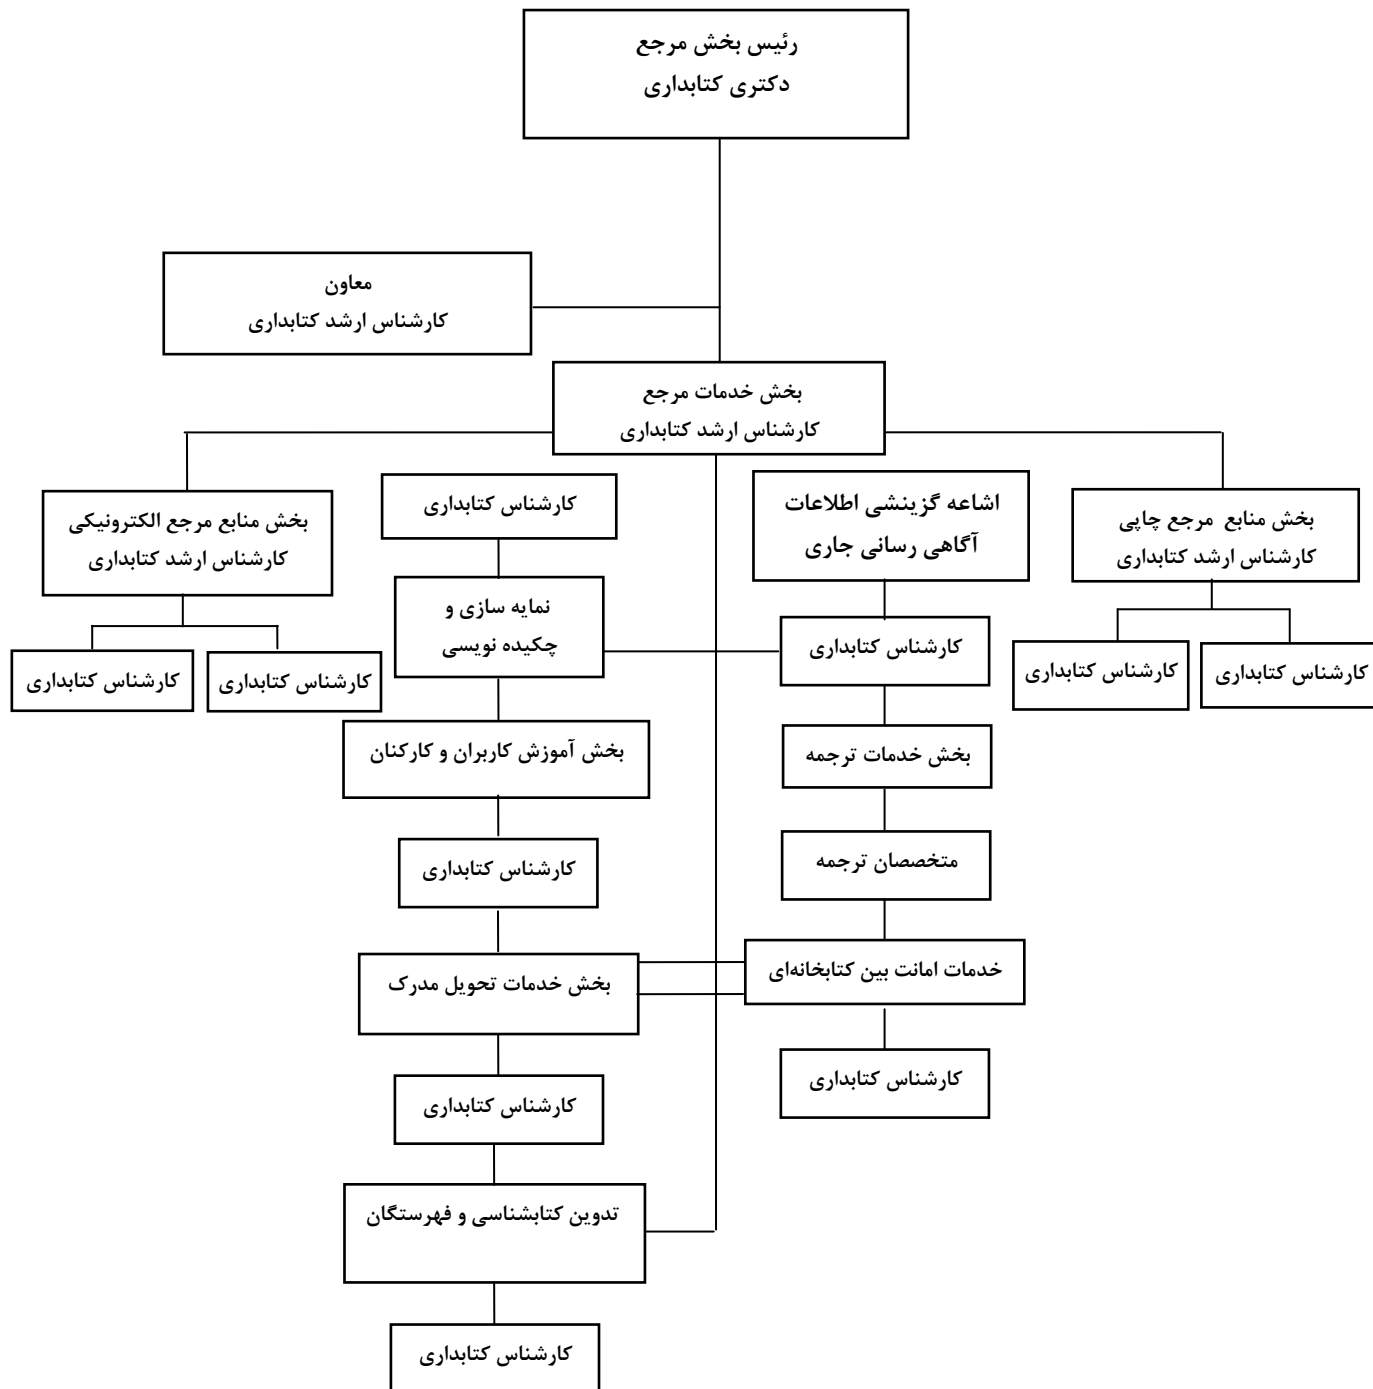 رئیس بخش مرجع
دکتری کتابداری
معاون
کارشناس ارشد کتابداری
بخش خدمات مرجع
کارشناس ارشد کتابداری
بخش منابع  مرجع چاپی
کارشناس ارشد کتابداری
کارشناس کتابداری
کارشناس کتابداری
اشاعه گزینشی اطلاعات
آگاهی رسانی جاری
کارشناس کتابداری
بخش خدمات ترجمه
متخصصان ترجمه
خدمات امانت بین کتابخانه‌ای
کارشناس کتابداری
کارشناس کتابداری
نمایه سازی و
چکیده نویسی
بخش آموزش کاربران و کارکنان
کارشناس کتابداری
بخش خدمات تحویل مدرک
کارشناس کتابداری
تدوین کتابشناسی و فهرستگان
کارشناس کتابداری
بخش منابع مرجع الکترونیکی
کارشناس ارشد کتابداری
کارشناس کتابداری
کارشناس کتابداری